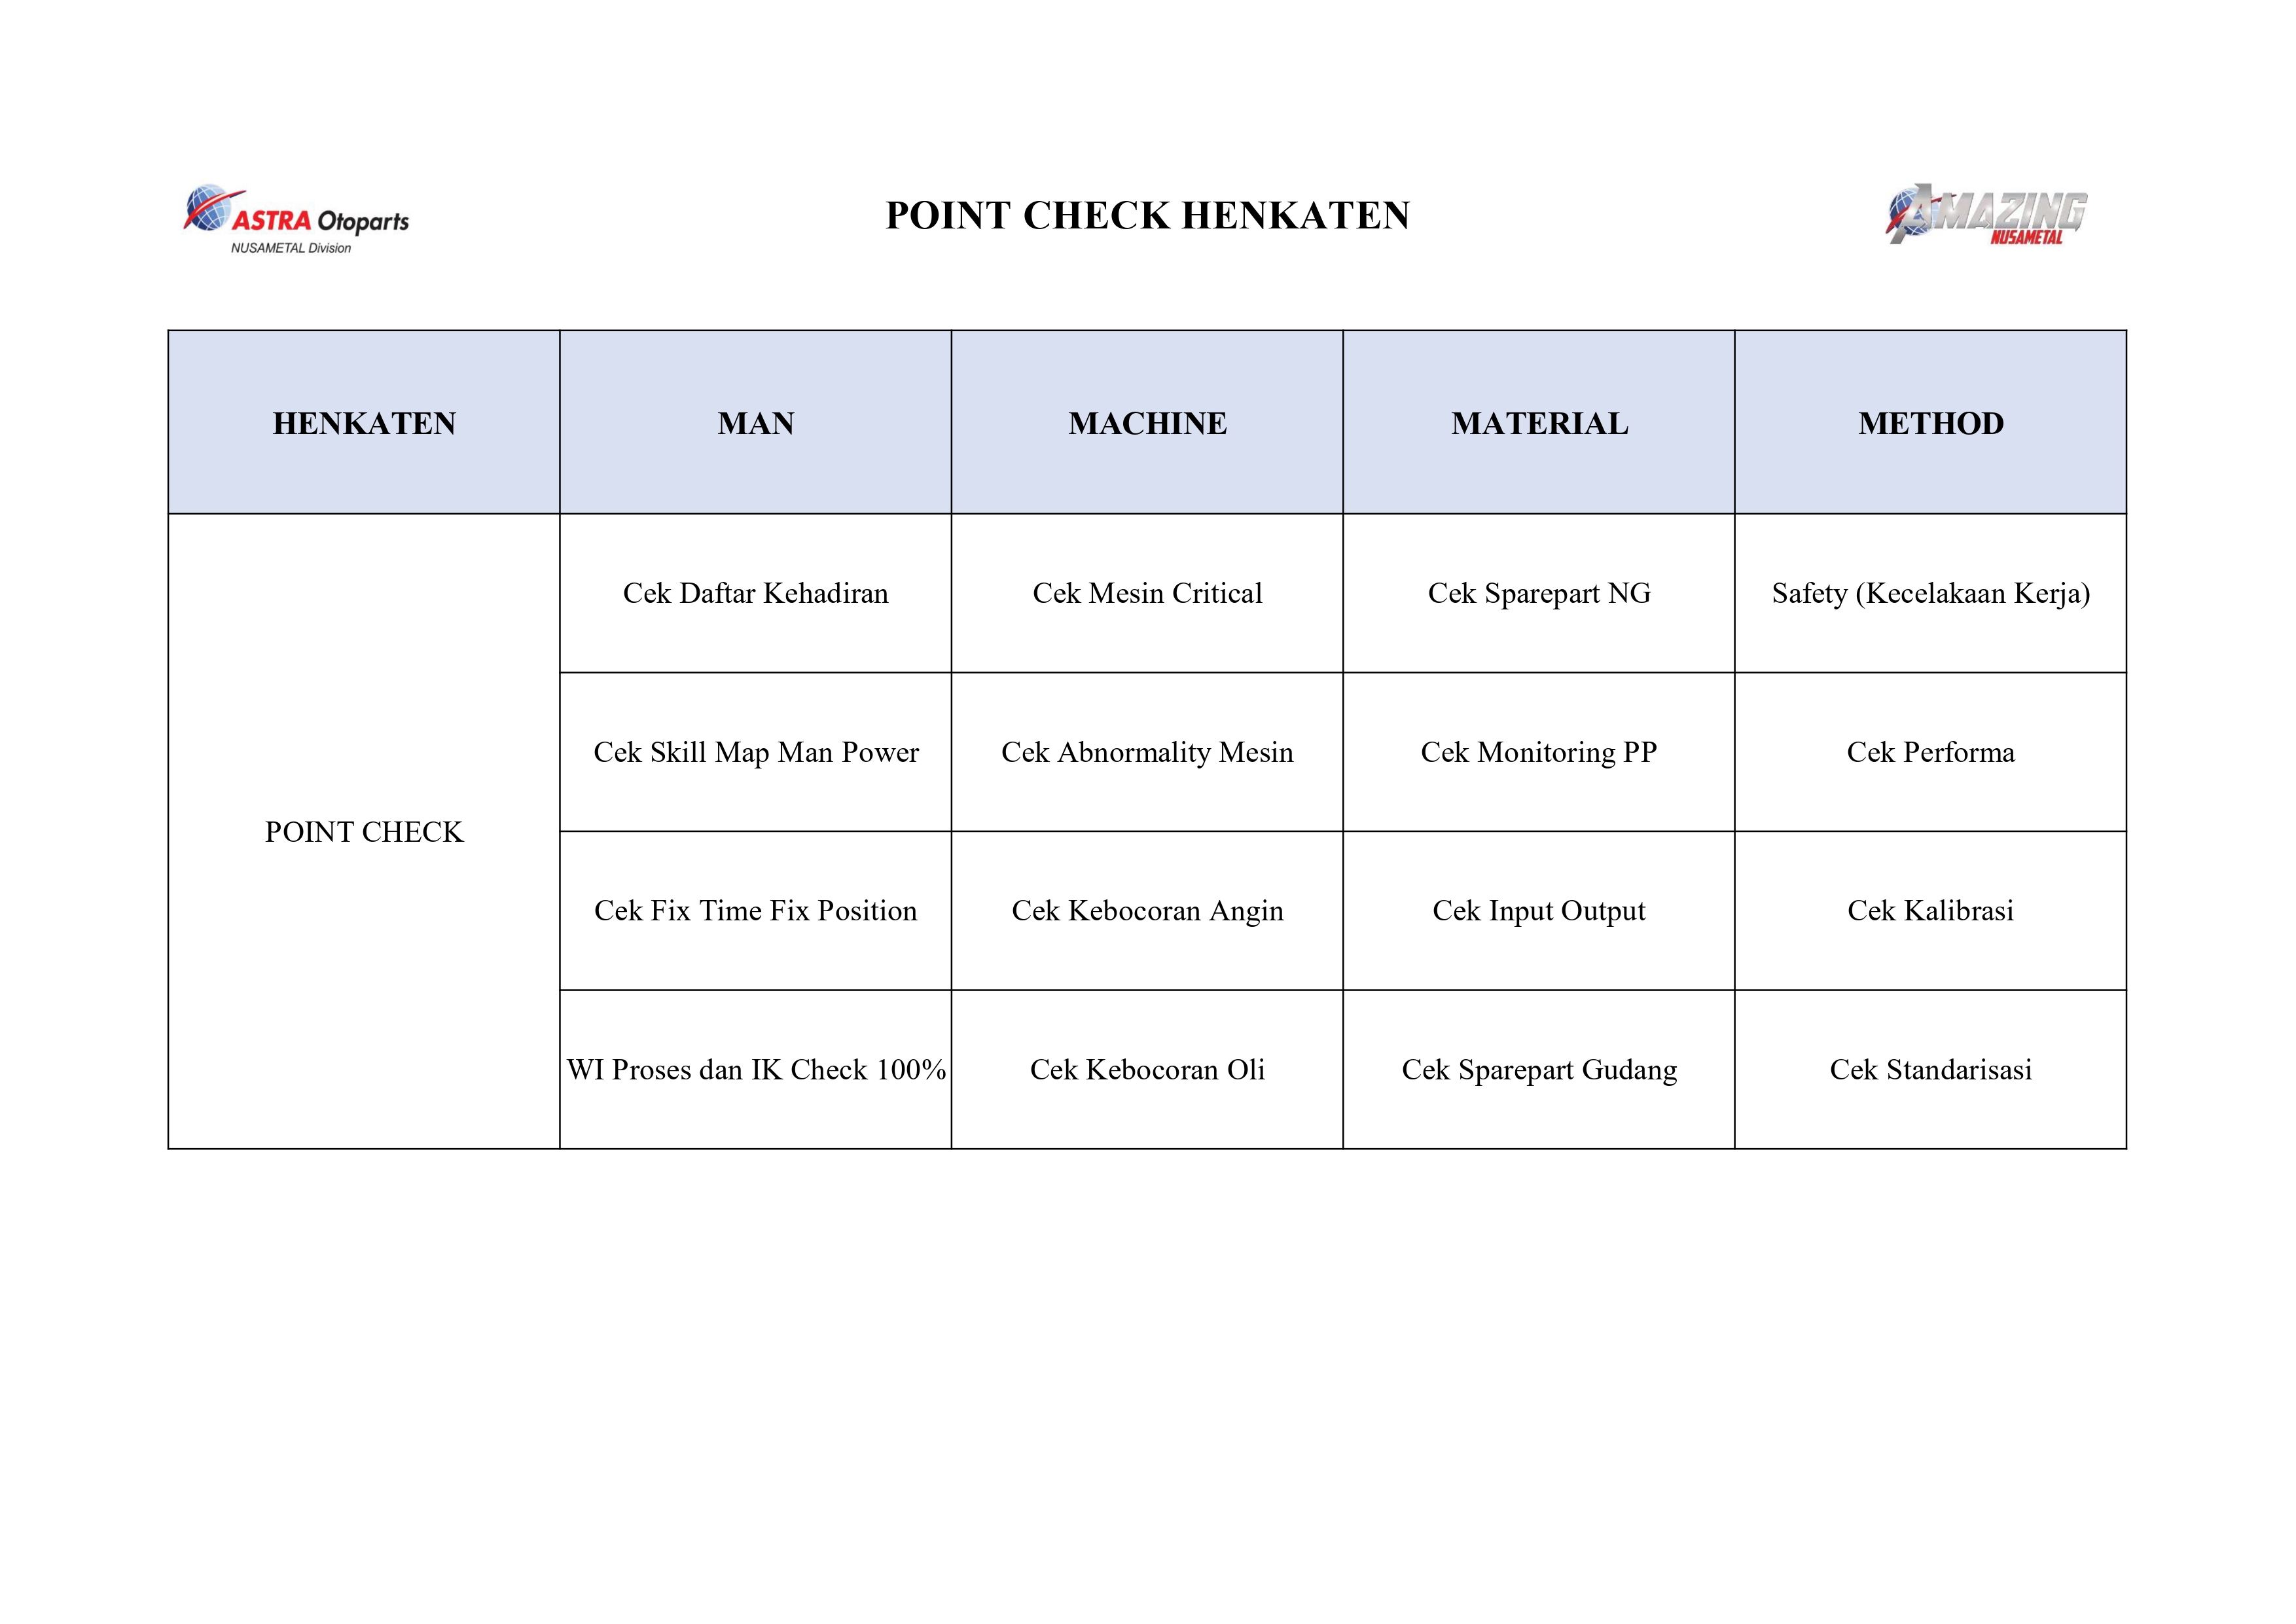 ASTRA Otoparts
NUSAMETAL Division
POINT CHECK HENKATEN
AMAZING
NUSAMETAL
HENKATEN MAN MACHINE MATERIAL METHOD
POINT CHECK
Cek Daftar Kehadiran Cek Mesin Critical Cek Sparepart NG Safety (Kecelakaan Kerja)
Cek Skill Map Man Power Cek Abnormality Mesin Cek Monitoring PP Cek Performa
Cek Fix Time Fix Position Cek Kebocoran Angin Cek Input Output Cek Kalibrasi
WI Proses dan IK Check 100% Cek Kebocoran Oli Cek Sparepart Gudang Cek Standarisasi